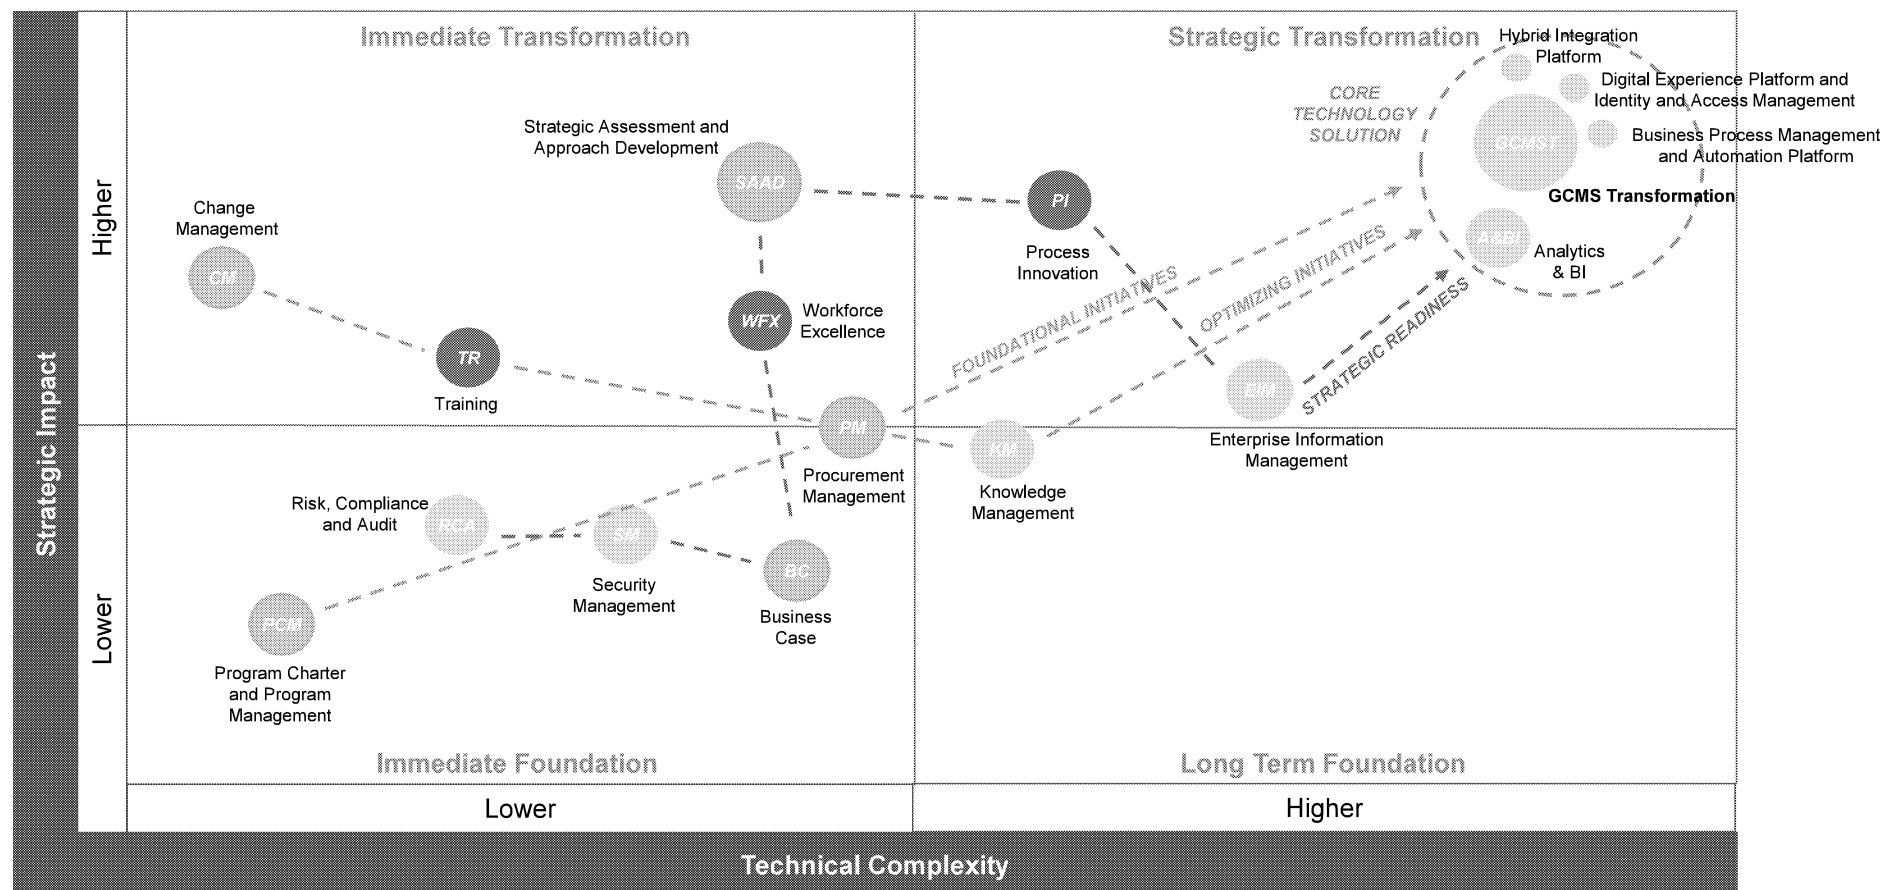 Immediate Transformation
Strategic Transformation
Hybrid Integration
Platform
Digital Experience Platform and
Identity and Access Management
CORE
TECHNOLOGY
SOLUTION
Business Process Management
and Automation Platform
GCMST
GCMS Transformation
A&BI
Analytics
& BI
Strategic Assessment and
Approach Development
SAAD
PI
Process
Innovation
Change
Management
CM
WFX
Workforce
Excellence
TR
Training
FOUNDATIONAL INITIATIVES
OPTIMIZING INITIATIVES
STRATEGIC READINESS
EIM
Enterprise Information
Management
PM
Procurement
Management
KM
Knowledge
Management
Risk, Compliance
and Audit
RCA
SM
Security
Management
BC
Business
Case
PCM
Program Charter
and Program
Management
Immediate Foundation
Long Term Foundation
Higher
Lower
Strategic Impact
Lower
Higher
Technical Complexity